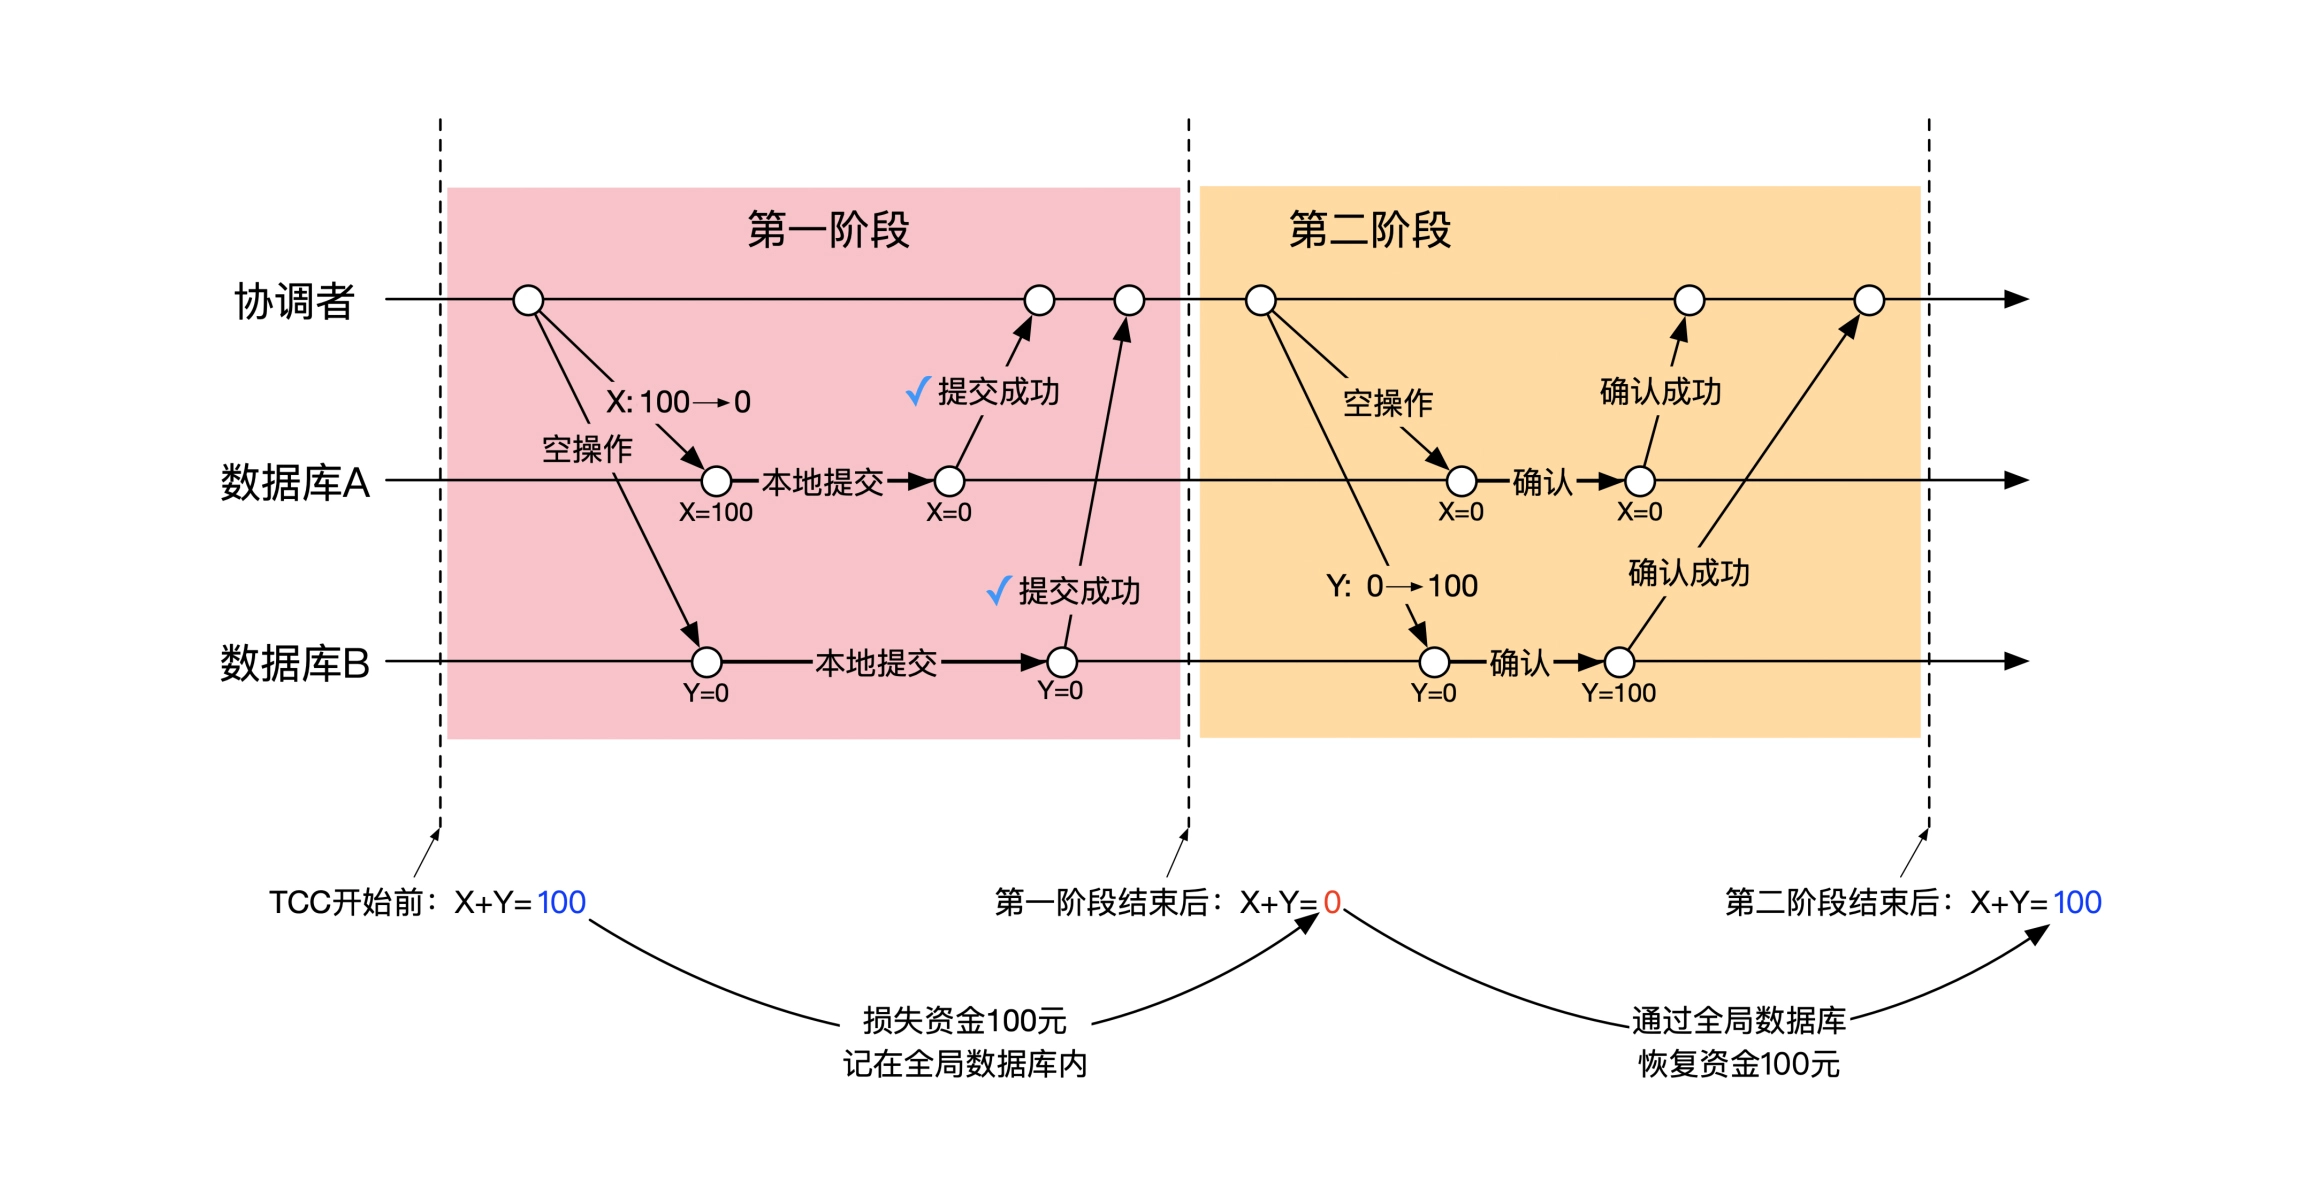 第一阶段
第二阶段
协调者
X: 100→0
✓提交成功
空操作
空操作
确认成功
数据库A
本地提交
确认
X=100
X=0
X=0
X=0
✓提交成功
Y: 0→100
确认成功
数据库B
本地提交
确认
Y=0
Y=0
Y=0
Y=100
TCC开始前：X+Y=100
第一阶段结束后：X+Y=0
第二阶段结束后：X+Y=100
损失资金100元
记在全局数据库内
通过全局数据库
恢复资金100元